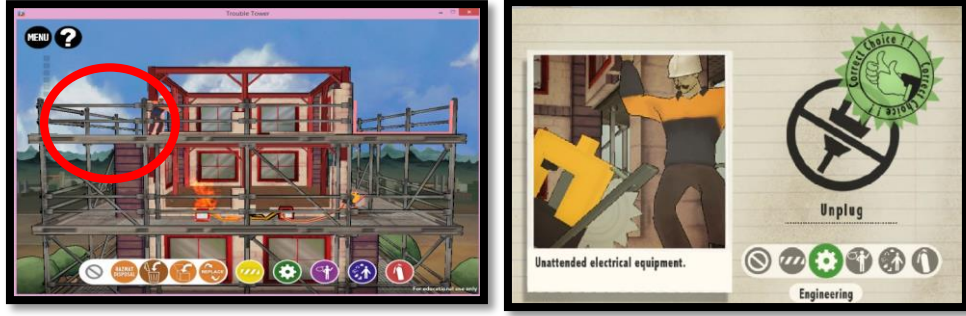 Trouble Tower
MENU ?
HAZMAT
DISPOSAL
REPLACE
For educational use only
Correct Choice !!
Correct Choice !!
Unplug
Unattended electrical equipment.
Engineering